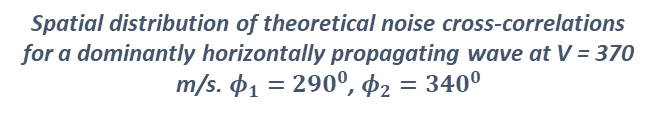 Spatial distribution of theoretical noise cross-correlations
for a dominantly horizontally propagating wave at V = 370
m/s. ϕ₁ = 290⁰, ϕ₂ = 340⁰